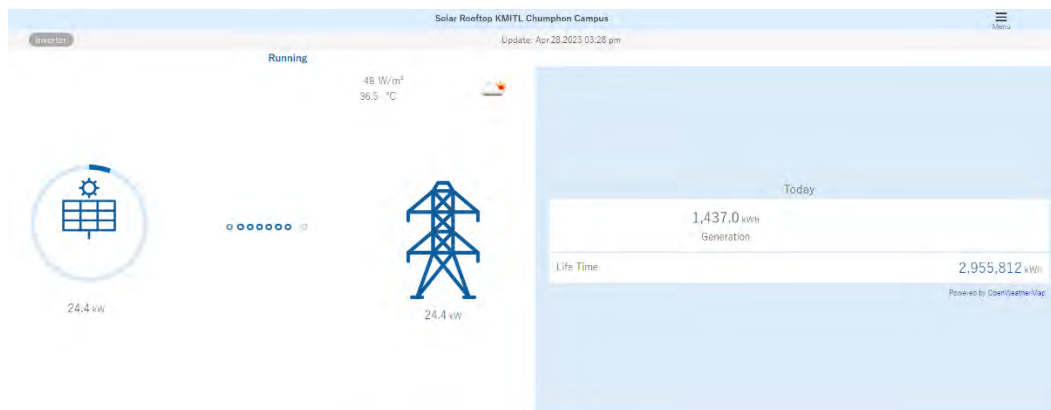 Solar Rooftop KMITL Chumphon Campus
Menu
Inverter
Update: Apr.28.2023 03:28 pm
Running
48 W/m²
36.5 °C
Today
1,437.0 kWh
Generation
Life Time
2,955,812 kWh
Powered by OpenWeatherMap
24.4 kW
24.4 kW